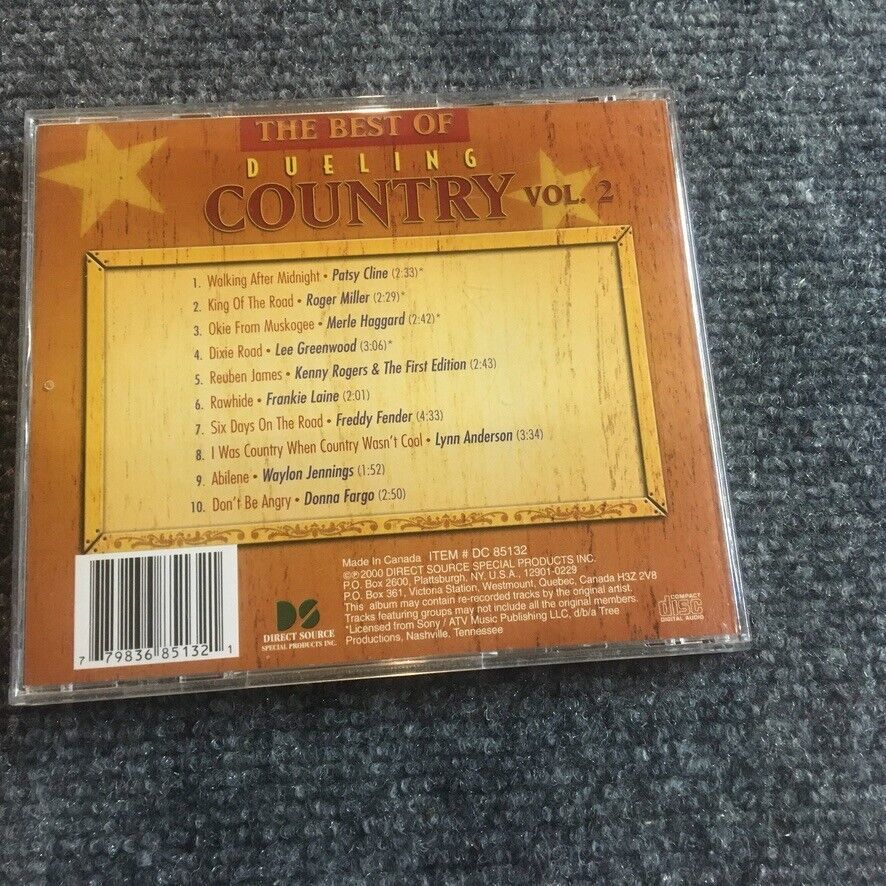 THE BEST OF
DUELING
COUNTRY VOL. 2
1. Walking After Midnight • Patsy Cline (2:33)*
2. King Of The Road • Roger Miller (2:29)*
3. Okie From Muskogee • Merle Haggard (2:42)*
4. Dixie Road • Lee Greenwood (3:06)*
5. Reuben James • Kenny Rogers & The First Edition (2:43)
6. Rawhide • Frankie Laine (2:01)
7. Six Days On The Road • Freddy Fender (4:33)
8. I Was Country When Country Wasn't Cool • Lynn Anderson (3:34)
9. Abilene • Waylon Jennings (1:52)
10. Don't Be Angry • Donna Fargo (2:50)
Made In Canada ITEM # DC 85132
©℗2000 DIRECT SOURCE SPECIAL PRODUCTS INC.
P.O. Box 2600, Plattsburgh, NY, U.S.A., 12901-0229
P.O. Box 361, Victoria Station, Westmount, Quebec, Canada H3Z 2V8
This album may contain re-recorded tracks by the original artist.
Tracks featuring groups may not include all the original members.
*Licensed from Sony / ATV Music Publishing LLC, d/b/a Tree
Productions, Nashville, Tennessee
DS
DIRECT SOURCE
SPECIAL PRODUCTS INC.
COMPACT
disc
DIGITAL AUDIO
7 79836 85132 1